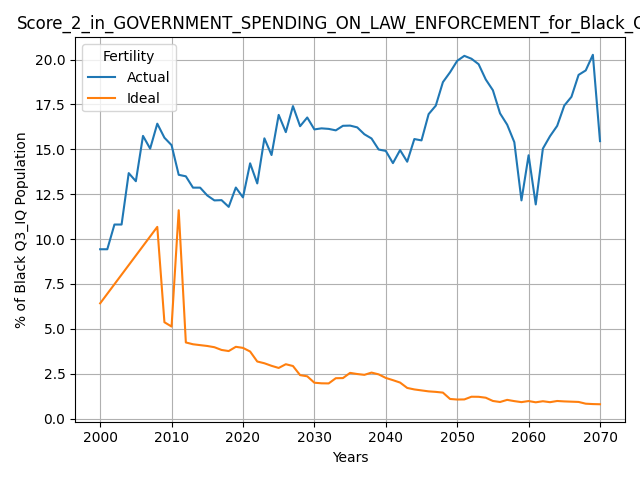 Score_2_in_GOVERNMENT_SPENDING_ON_LAW_ENFORCEMENT_for_Black_
Fertility
Actual
Ideal
20.0
17.5
15.0
12.5
10.0
7.5
5.0
2.5
0.0
% of Black Q3_IQ Population
2000 2010 2020 2030 2040 2050 2060 2070
Years